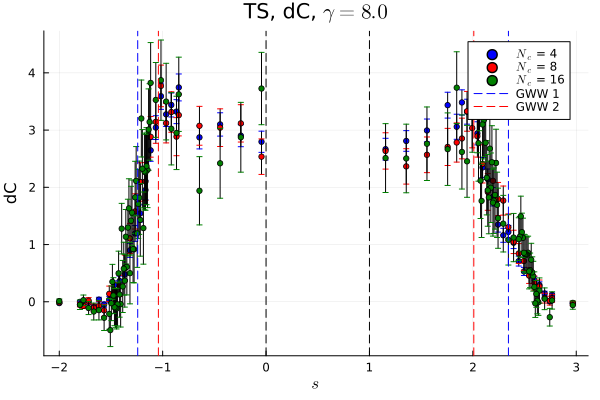 TS, dC, γ = 8.0
dC
4
3
2
1
0
N_c = 4
N_c = 8
N_c = 16
GWW 1
GWW 2
−2 −1 0 1 2 3
s